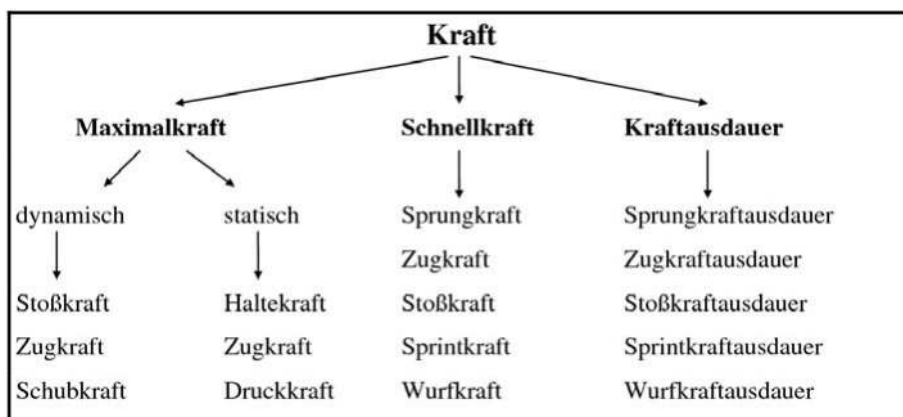 Kraft
Maximalkraft Schnellkraft Kraftausdauer
dynamisch statisch Sprungkraft Sprungkraftausdauer
Zugkraft Zugkraftausdauer
Stoßkraft Haltekraft Stoßkraft Stoßkraftausdauer
Zugkraft Zugkraft Sprintkraft Sprintkraftausdauer
Schubkraft Druckkraft Wurfkraft Wurfkraftausdauer